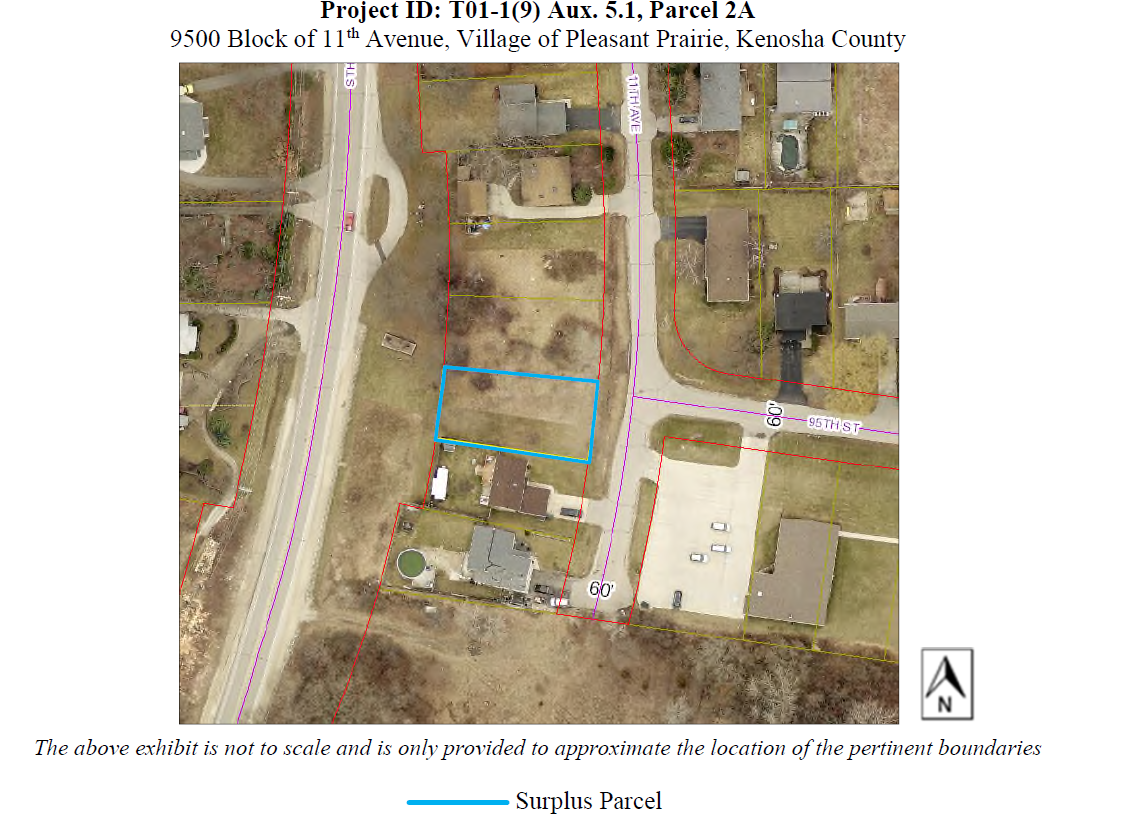 Project ID: T01-1(9) Aux. 5.1, Parcel 2A
9500 Block of 11th Avenue, Village of Pleasant Prairie, Kenosha County
STH
11TH AVE
60'
95TH ST
60'
N
The above exhibit is not to scale and is only provided to approximate the location of the pertinent boundaries
Surplus Parcel